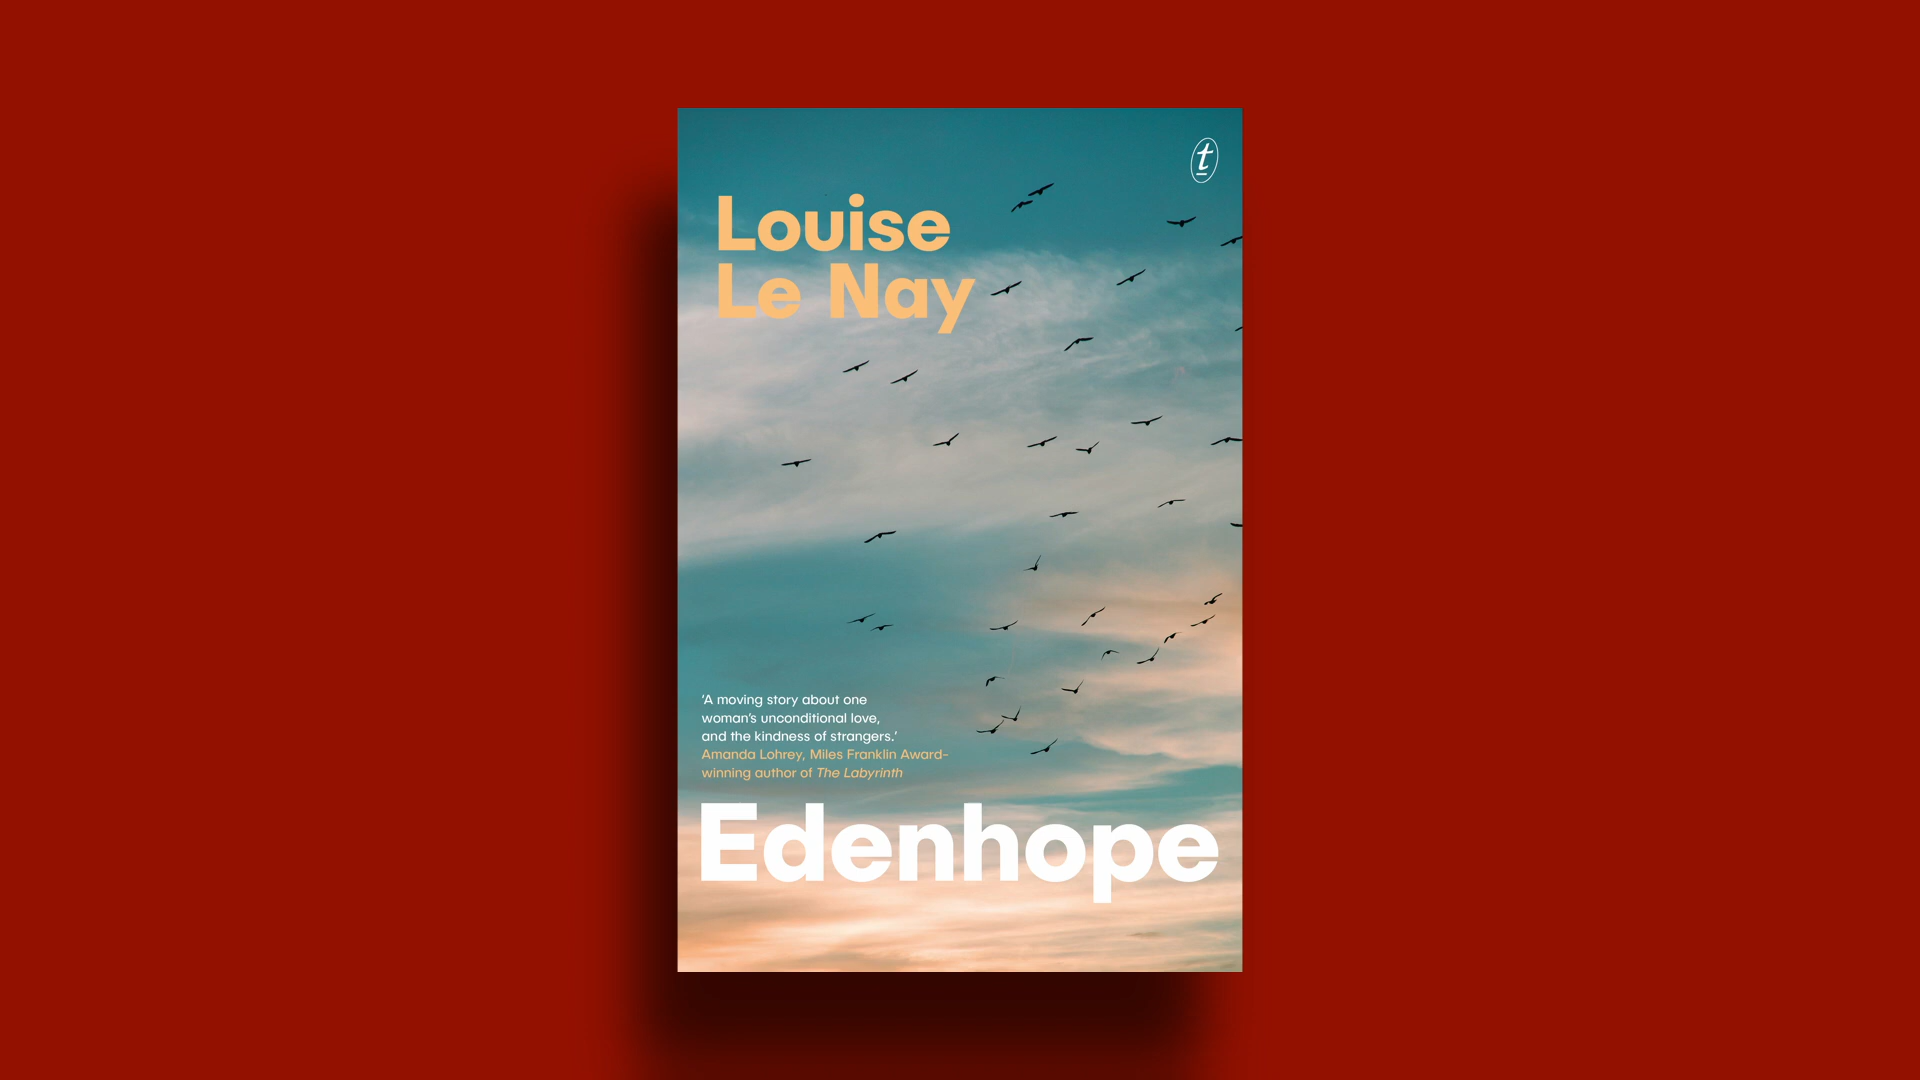 t
Louise
Le Nay
‘A moving story about one
woman’s unconditional love,
and the kindness of strangers.’
Amanda Lohrey, Miles Franklin Award–
winning author of The Labyrinth
Edenhope